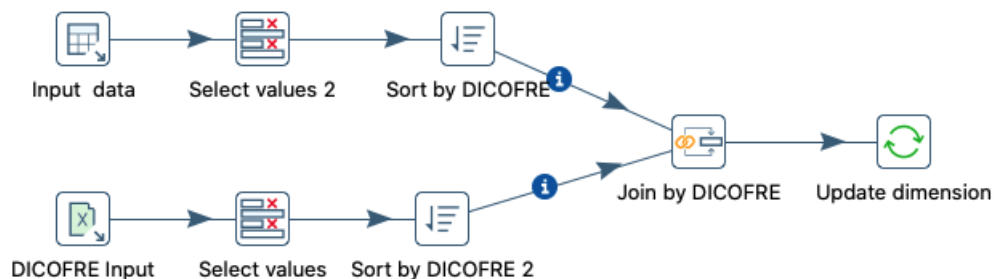 Input  data
Select values 2
Sort by DICOFRE
Join by DICOFRE
Update dimension
DICOFRE Input
Select values
Sort by DICOFRE 2